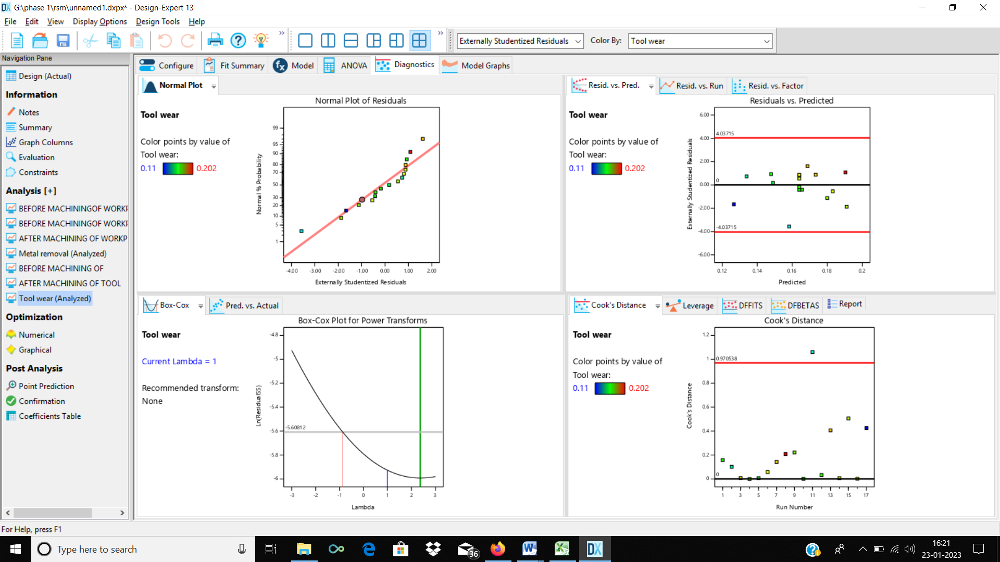 G:\phase 1\rsm\unnamed1.dxpx* - Design-Expert 13
File Edit View Display Options Design Tools Help
Externally Studentized Residuals Color By: Tool wear
Navigation Pane
Design (Actual)
Information
Notes
Summary
Graph Columns
Evaluation
Constraints
Analysis [+]
BEFORE MACHININGOF WORKP
BEFORE MACHININGOF WORKP
AFTER MACHINING OF WORKP
Metal removal (Analyzed)
BEFORE MACHINING OF
AFTER MACHINING OF TOOL
Tool wear (Analyzed)
Optimization
Numerical
Graphical
Post Analysis
Point Prediction
Confirmation
Coefficients Table
Configure Fit Summary Model ANOVA Diagnostics Model Graphs
Normal Plot
Normal Plot of Residuals
Tool wear
Color points by value of
Tool wear:
0.11 0.202
Normal % Probability
99
95
90
80
70
50
30
20
10
5
1
-4.00 -3.00 -2.00 -1.00 0.00 1.00 2.00
Externally Studentized Residuals
Resid. vs. Pred. Resid. vs. Run Resid. vs. Factor
Residuals vs. Predicted
Tool wear
Color points by value of
Tool wear:
0.11 0.202
Externally Studentized Residuals
6.00
4.00
2.00
0.00
-2.00
-4.00
-6.00
4.03715
0
-4.03715
0.12 0.14 0.16 0.18 0.2
Predicted
Box-Cox Pred. vs. Actual
Box-Cox Plot for Power Transforms
Tool wear
Current Lambda = 1
Recommended transform:
None
Ln(ResidualSS)
-4.8
-5
-5.2
-5.4
-5.6
-5.8
-6
-5.60812
-3 -2 -1 0 1 2 3
Lambda
Cook's Distance Leverage DFFITS DFBETAS Report
Cook's Distance
Tool wear
Color points by value of
Tool wear:
0.11 0.202
Cook's Distance
1.2
1
0.8
0.6
0.4
0.2
0
0.970538
0
1 3 5 7 9 11 13 15 17
Run Number
For Help, press F1
Type here to search
36
16:21
23-01-2023